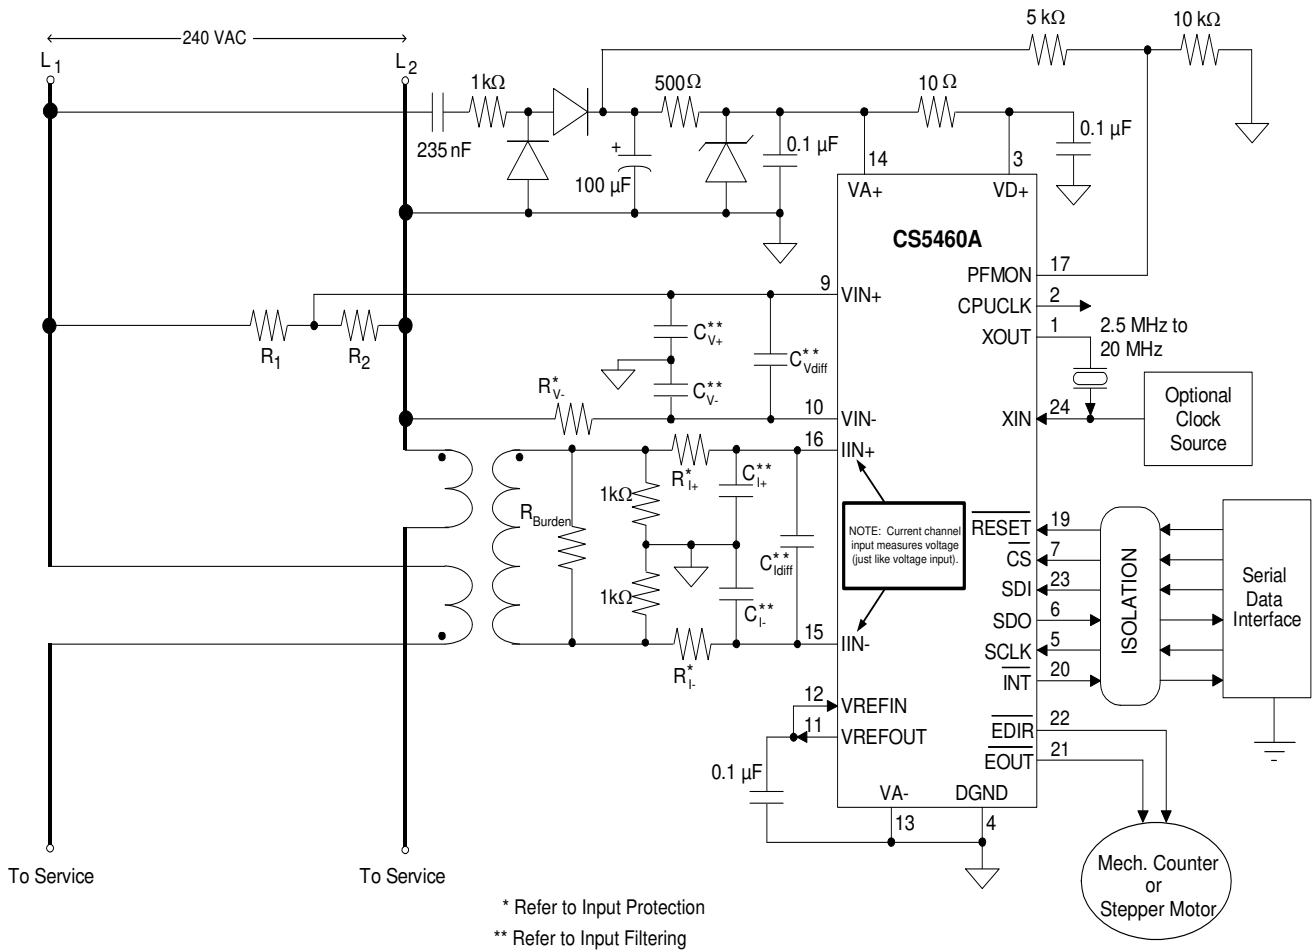 5 kΩ
10 kΩ
240 VAC
L1
L2
1kΩ
500Ω
10 Ω
235 nF
+
100 µF
0.1 µF
0.1 µF
14
3
VA+
VD+
CS5460A
PFMON
17
9
VIN+
CPUCLK
2
XOUT
1
2.5 MHz to
20 MHz
R1
R2
CV+**
CVdiff**
RV-*
CV-**
10
VIN-
XIN
24
Optional
Clock
Source
16
IIN+
RI+*
CI+**
1kΩ
RBurden
NOTE: Current channel
input measures voltage
(just like voltage input).
CIdiff**
1kΩ
CI-**
RI-*
15
IIN-
RESET
19
CS
7
SDI
23
SDO
6
SCLK
5
INT
20
ISOLATION
Serial
Data
Interface
12
VREFIN
11
VREFOUT
EDIR
22
EOUT
21
0.1 µF
VA-
DGND
13
4
To Service
To Service
Mech. Counter
or
Stepper Motor
* Refer to Input Protection
** Refer to Input Filtering